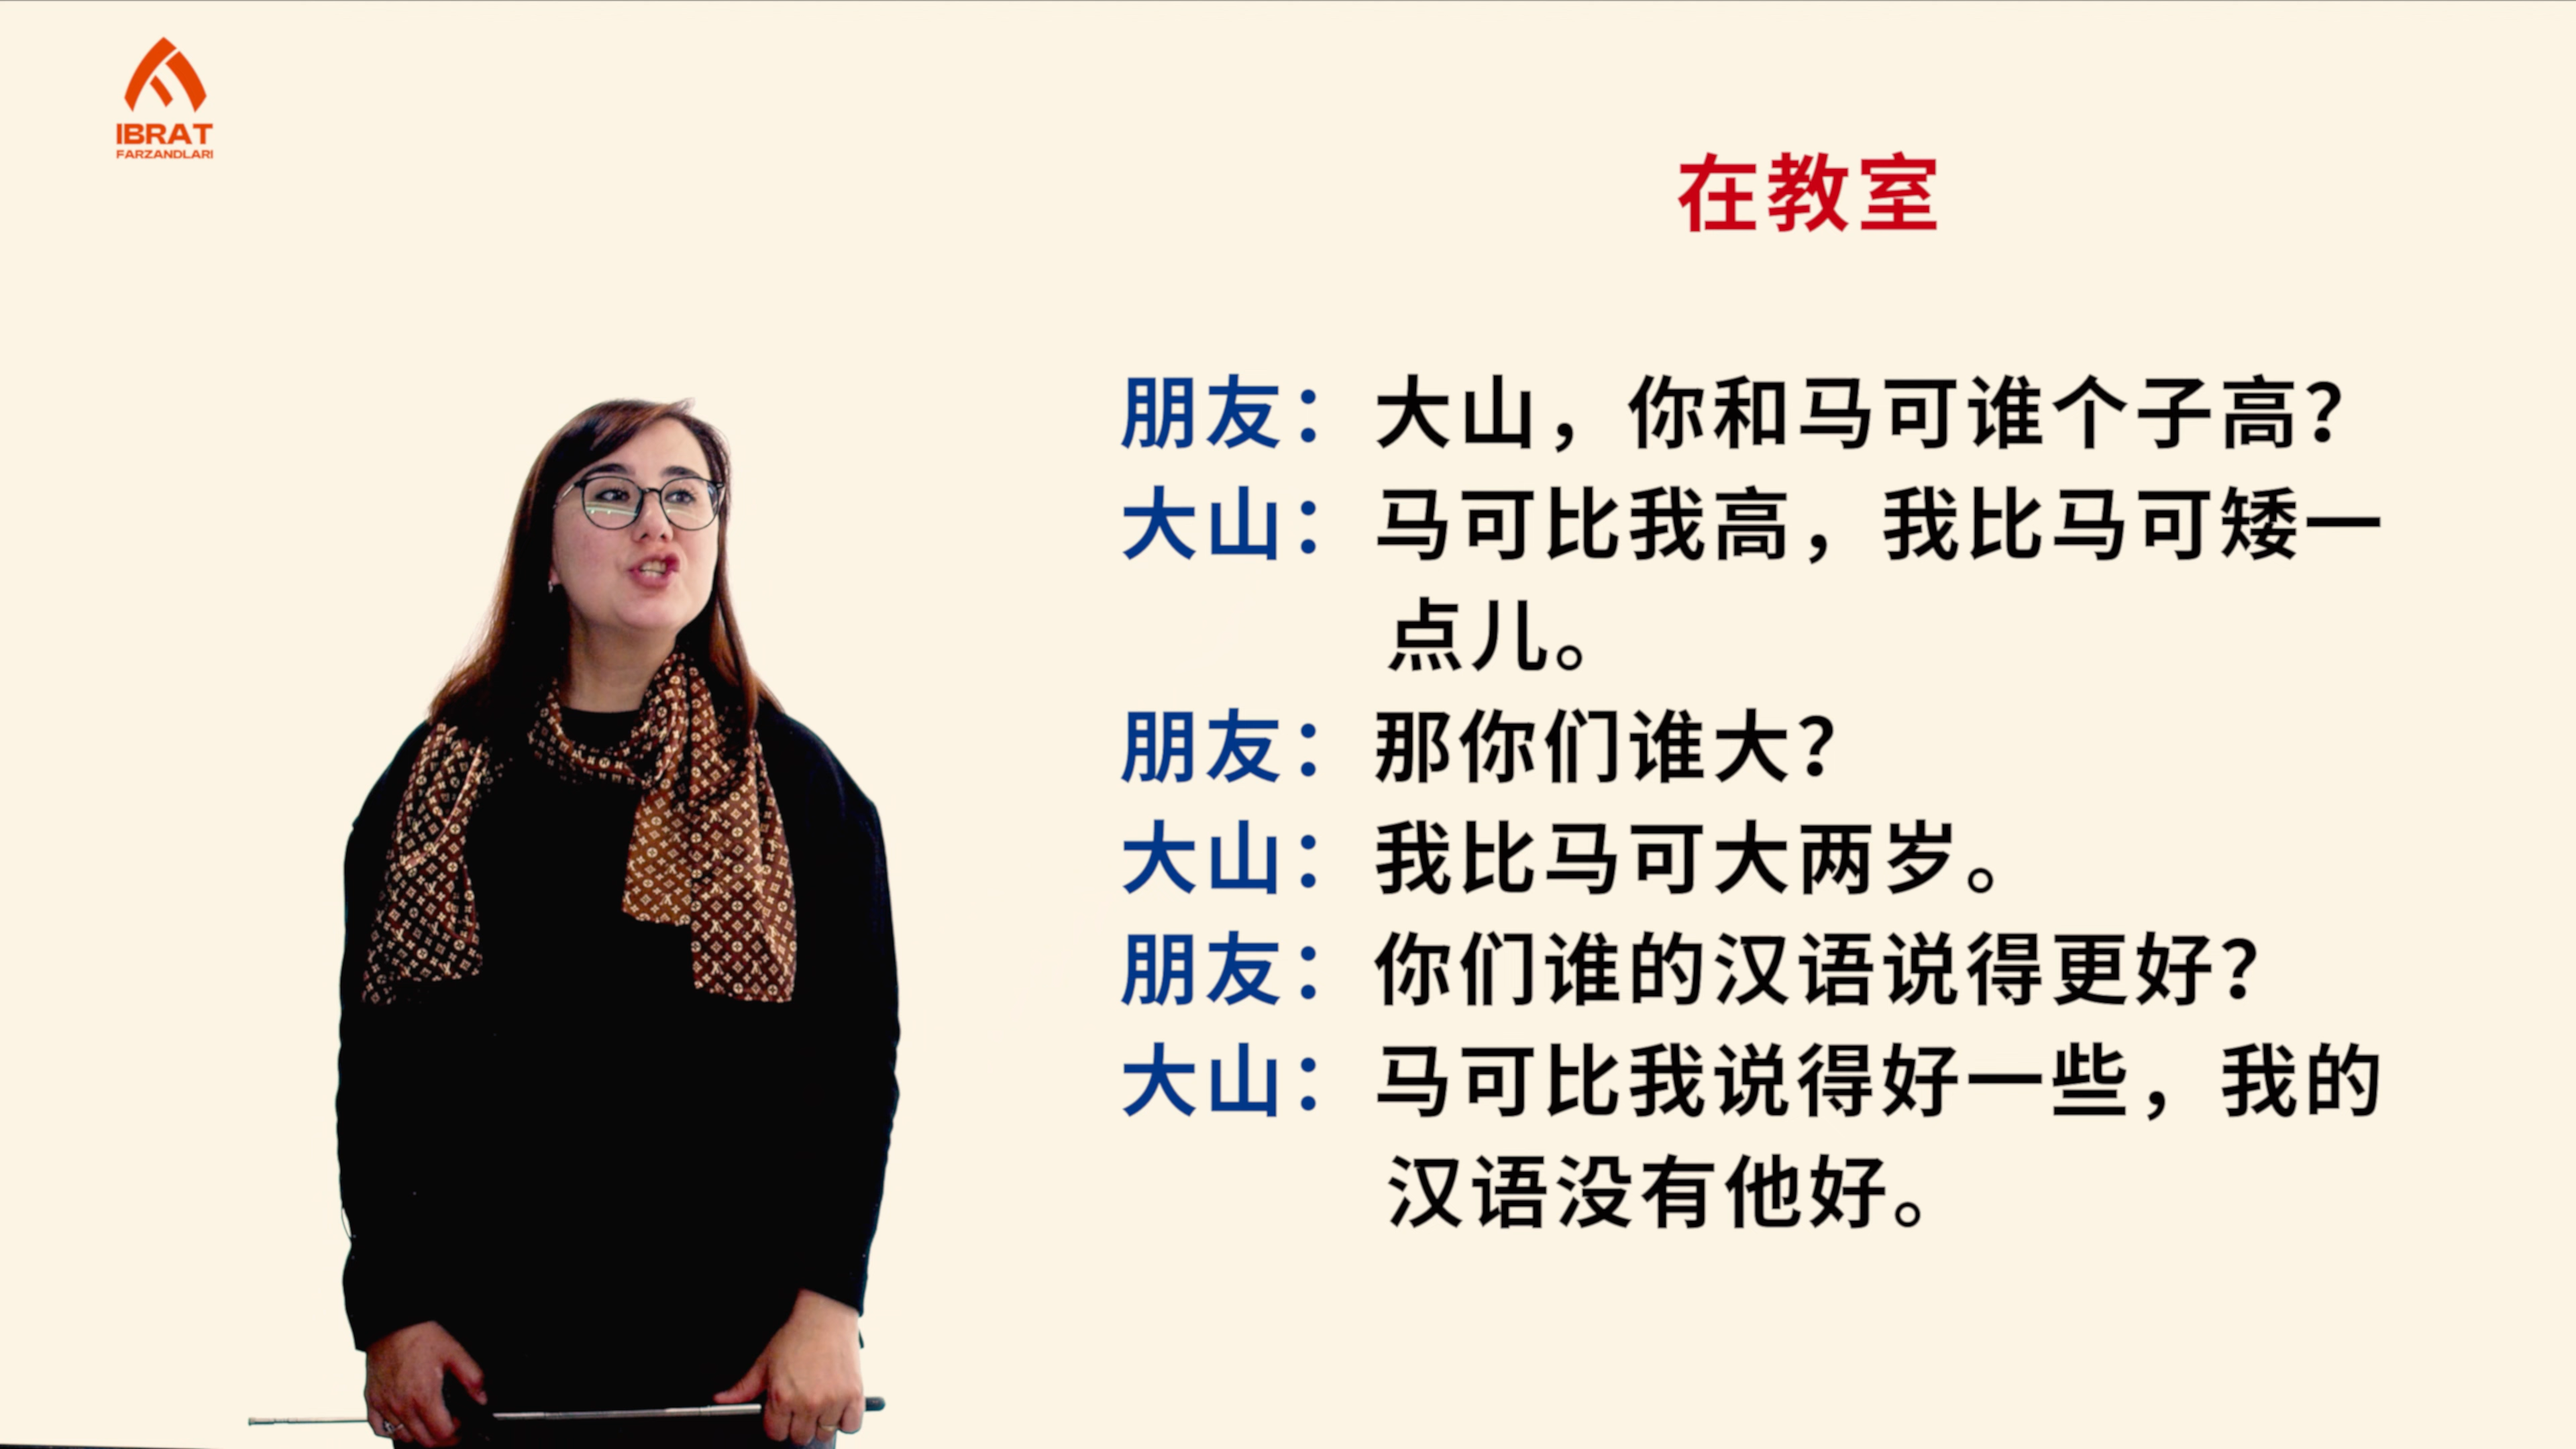 IBRAT
FARZANDLARI
在教室
朋友：大山，你和马可谁个子高？
大山：马可比我高，我比马可矮一
点儿。
朋友：那你们谁大？
大山：我比马可大两岁。
朋友：你们谁的汉语说得更好？
大山：马可比我说得好一些，我的
汉语没有他好。